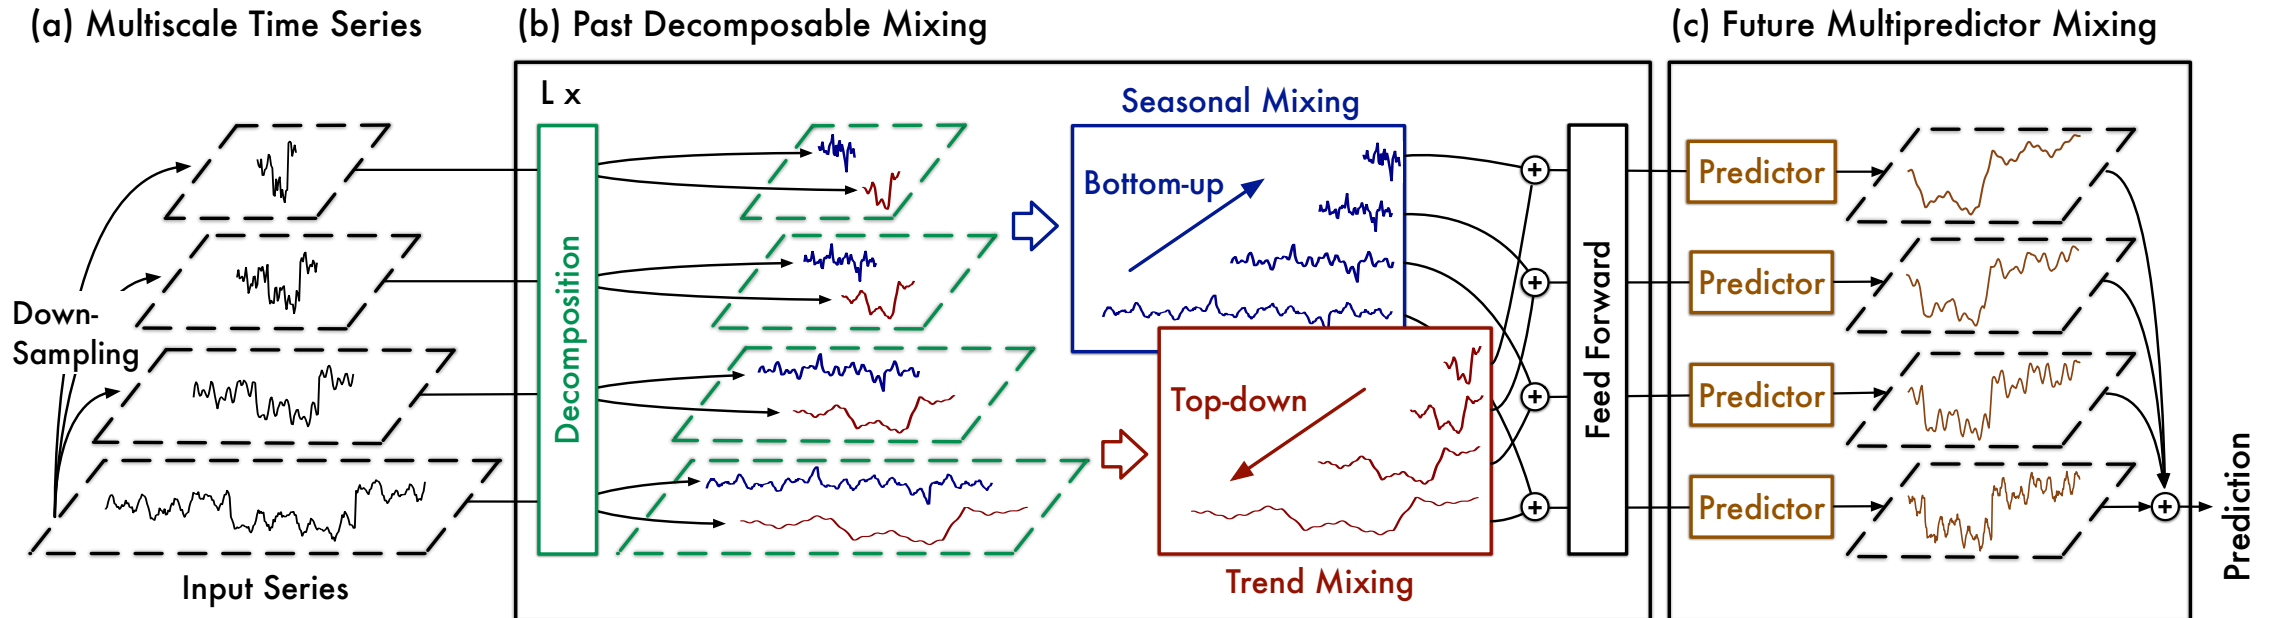 (a) Multiscale Time Series
(b) Past Decomposable Mixing
(c) Future Multipredictor Mixing
Down-
Sampling
Input Series
L x
Decomposition
Seasonal Mixing
Bottom-up
Top-down
Trend Mixing
Feed Forward
Predictor
Predictor
Predictor
Predictor
Prediction